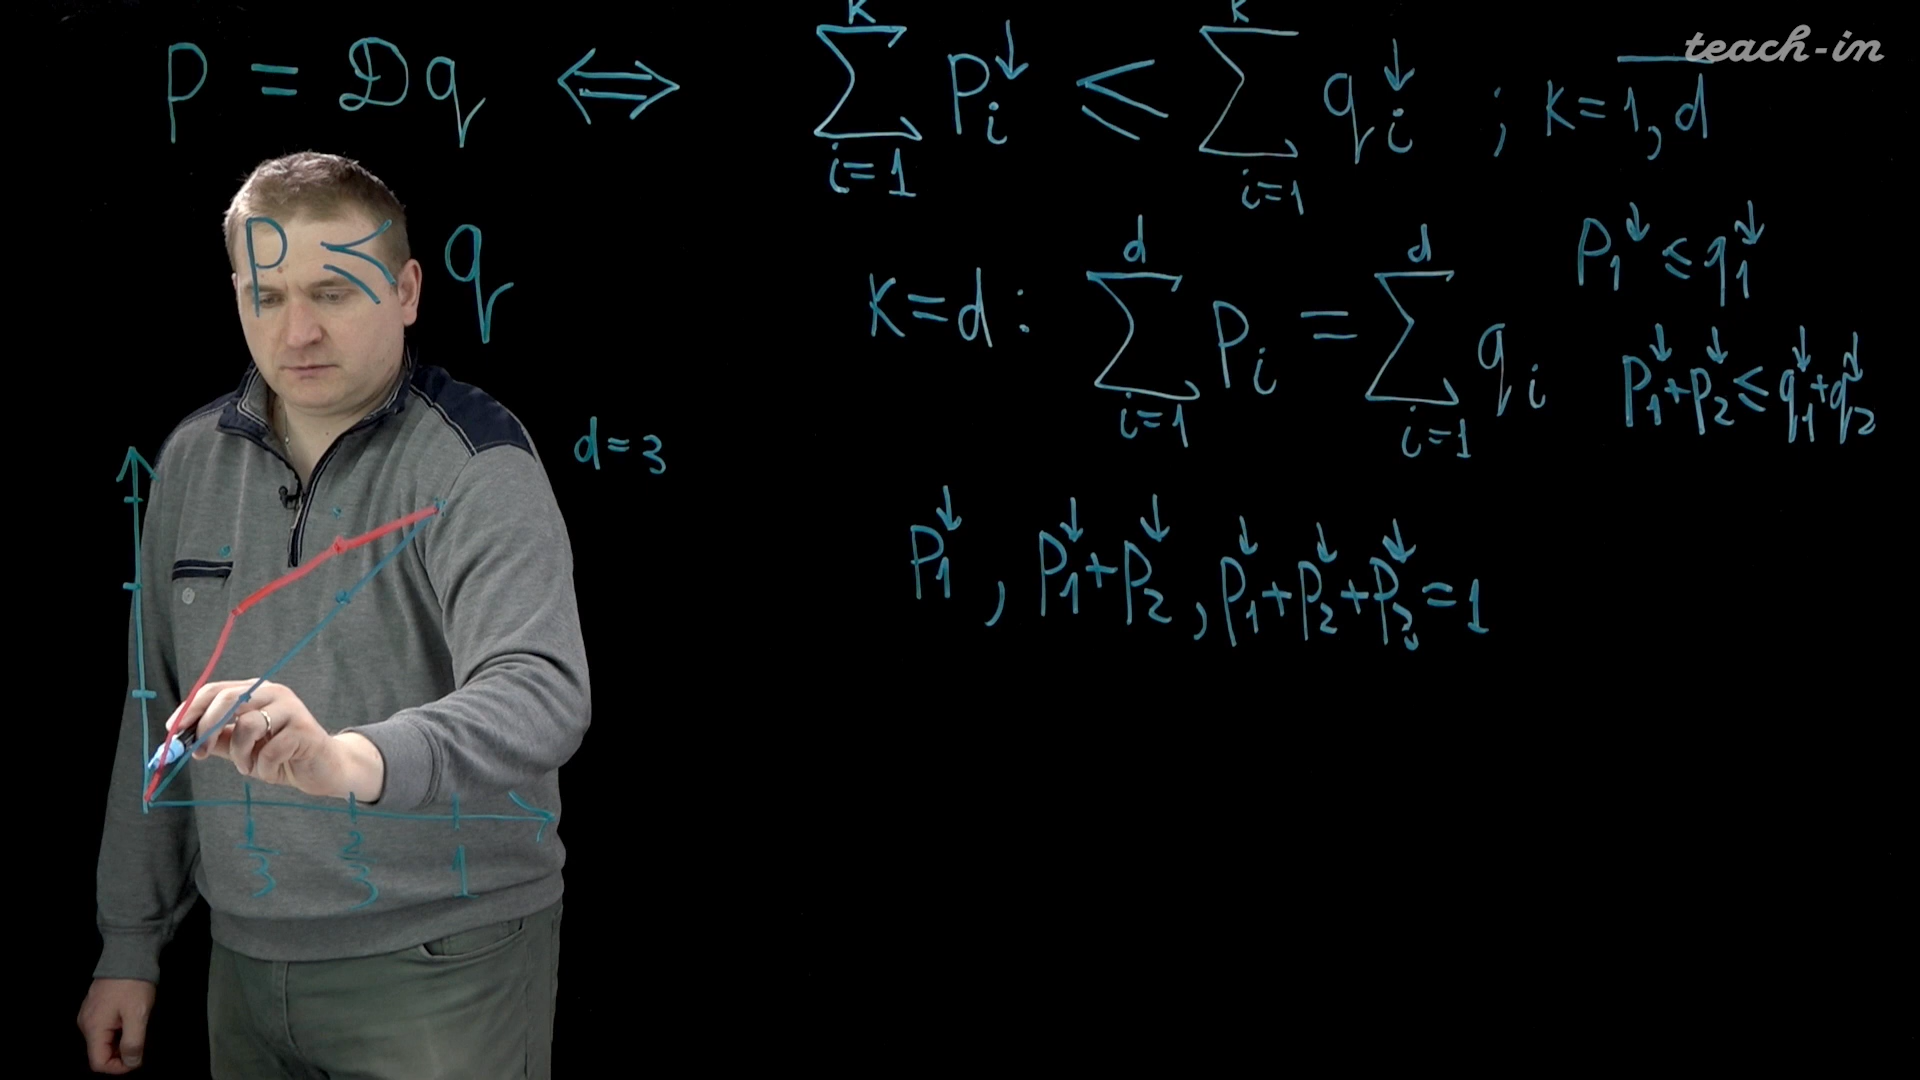 teach-in
P = Dq ⟺ ∑_{i=1}^{K} P_i^↓ ≤ ∑_{i=1}^{K} q_i^↓ ; K = \overline{1, d}
P ≼ q
P_1^↓ ≤ q_1^↓
K = d : ∑_{i=1}^{d} P_i = ∑_{i=1}^{d} q_i
P_1^↓ + P_2^↓ ≤ q_1^↓ + q_2^↓
d = 3
P_1^↓ , P_1^↓ + P_2^↓ , P_1^↓ + P_2^↓ + P_3^↓ = 1
1/3 2/3 1